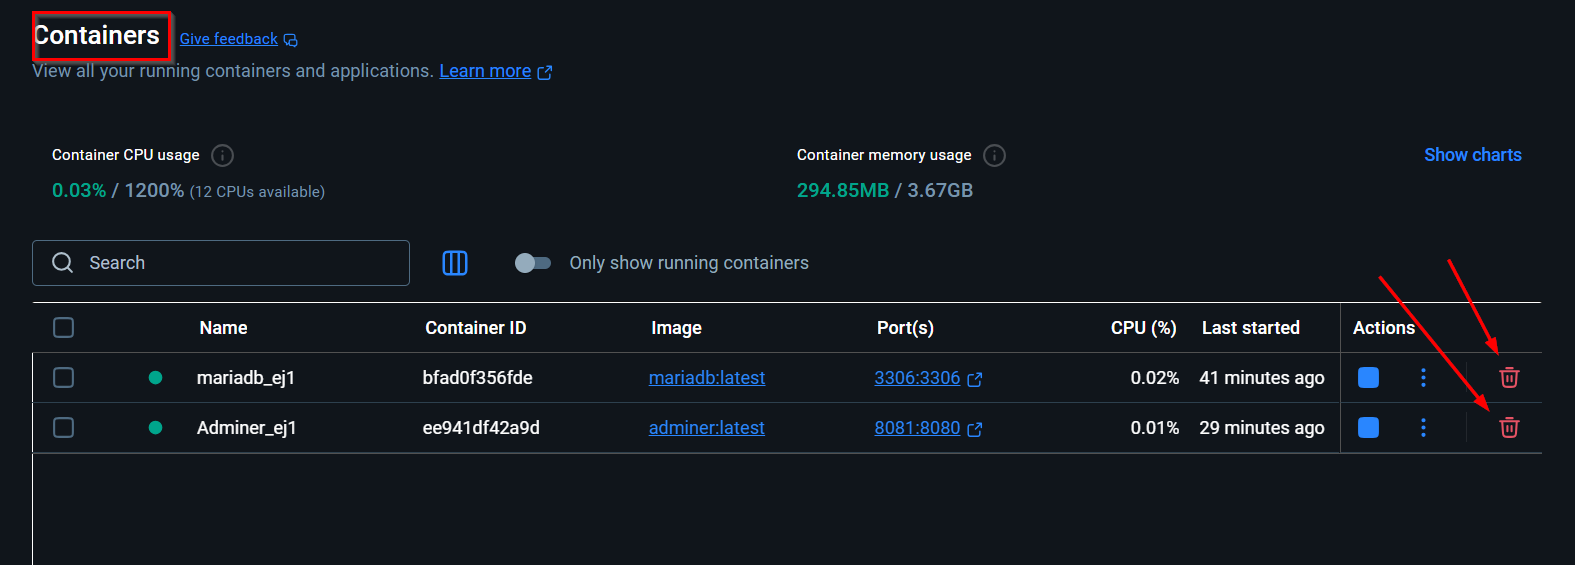 Containers Give feedback
View all your running containers and applications. Learn more
Container CPU usage Container memory usage Show charts
0.03% / 1200% (12 CPUs available) 294.85MB / 3.67GB
Search Only show running containers
Name Container ID Image Port(s) CPU (%) Last started Actions
mariadb_ej1 bfad0f356fde mariadb:latest 3306:3306 0.02% 41 minutes ago
Adminer_ej1 ee941df42a9d adminer:latest 8081:8080 0.01% 29 minutes ago